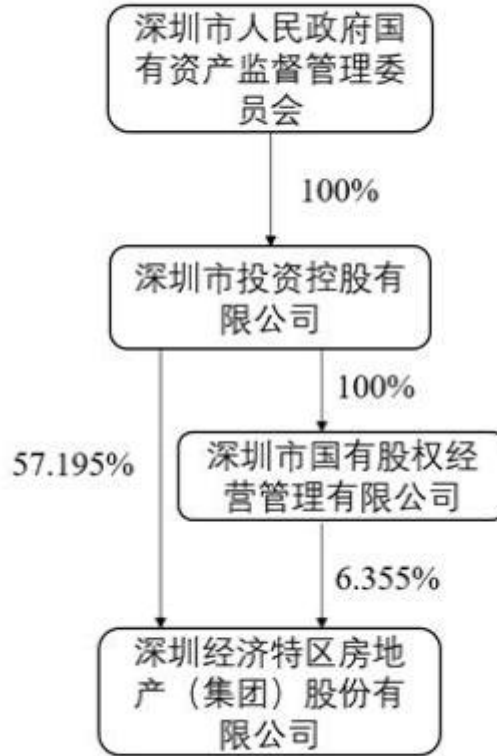 深圳市人民政府国
有资产监督管理委
员会
100%
深圳市投资控股有
限公司
100%
57.195%
深圳市国有股权经
营管理有限公司
6.355%
深圳经济特区房地
产（集团）股份有
限公司